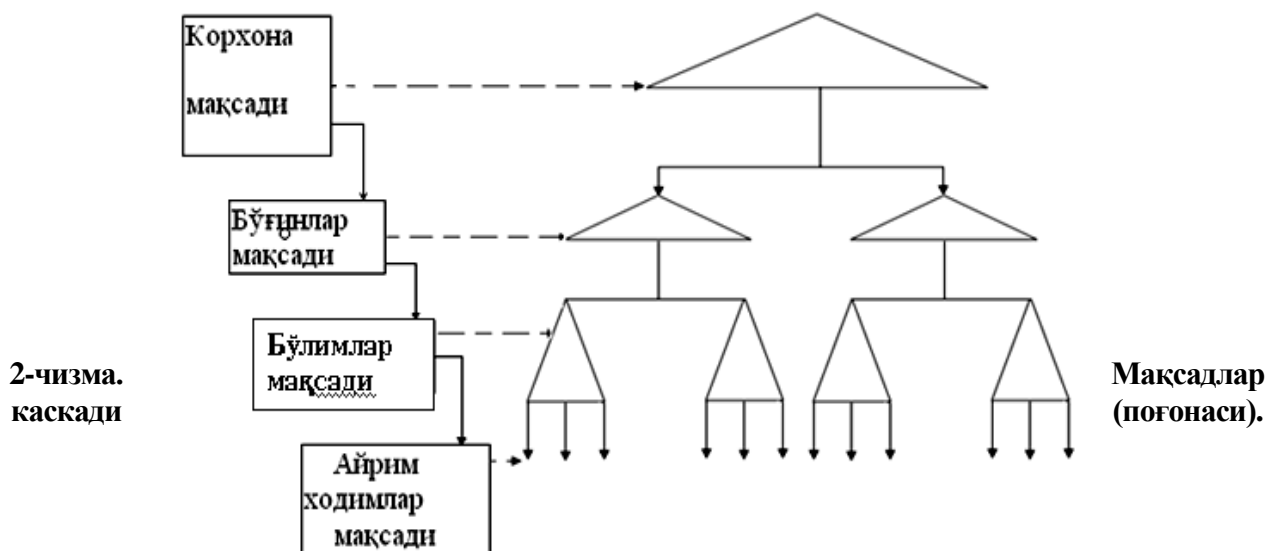 Корхона
мақсади
Бўғинлар
мақсади
Бўлимлар
мақсади
Айрим
ходимлар
мақсади
2-чизма. Мақсадлар
каскади (поғонаси).